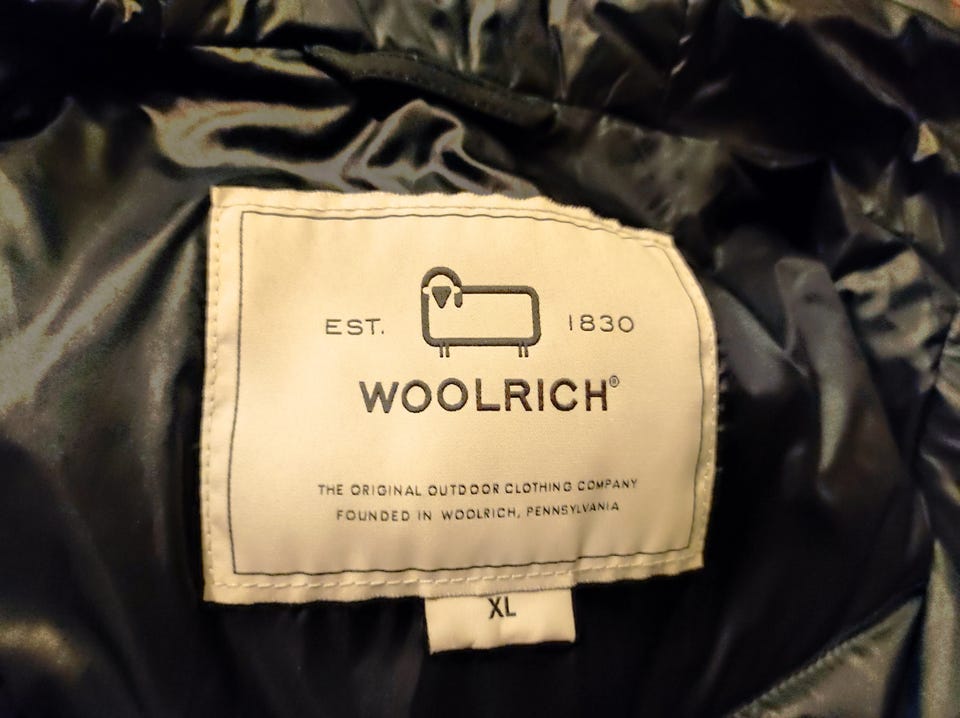 EST. 1830
WOOLRICH®
THE ORIGINAL OUTDOOR CLOTHING COMPANY
FOUNDED IN WOOLRICH, PENNSYLVANIA
XL